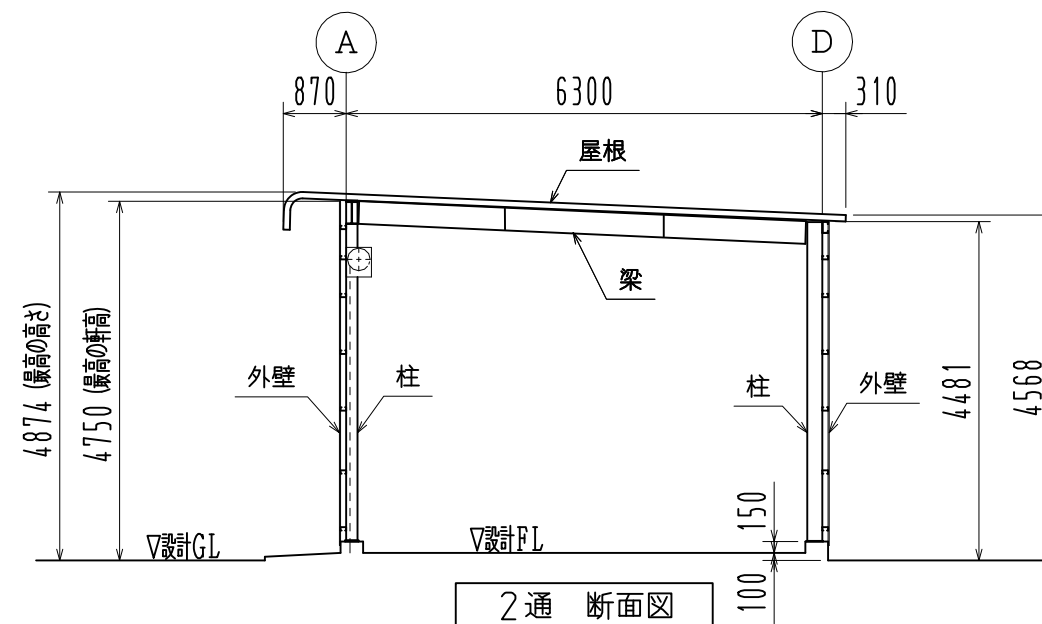 A
D
870
6300
310
屋根
梁
4874 (最高の高さ)
4750 (最高の軒高)
外壁
柱
柱
外壁
4481
4568
150
100
▽設計GL
▽設計FL
2通 断面図